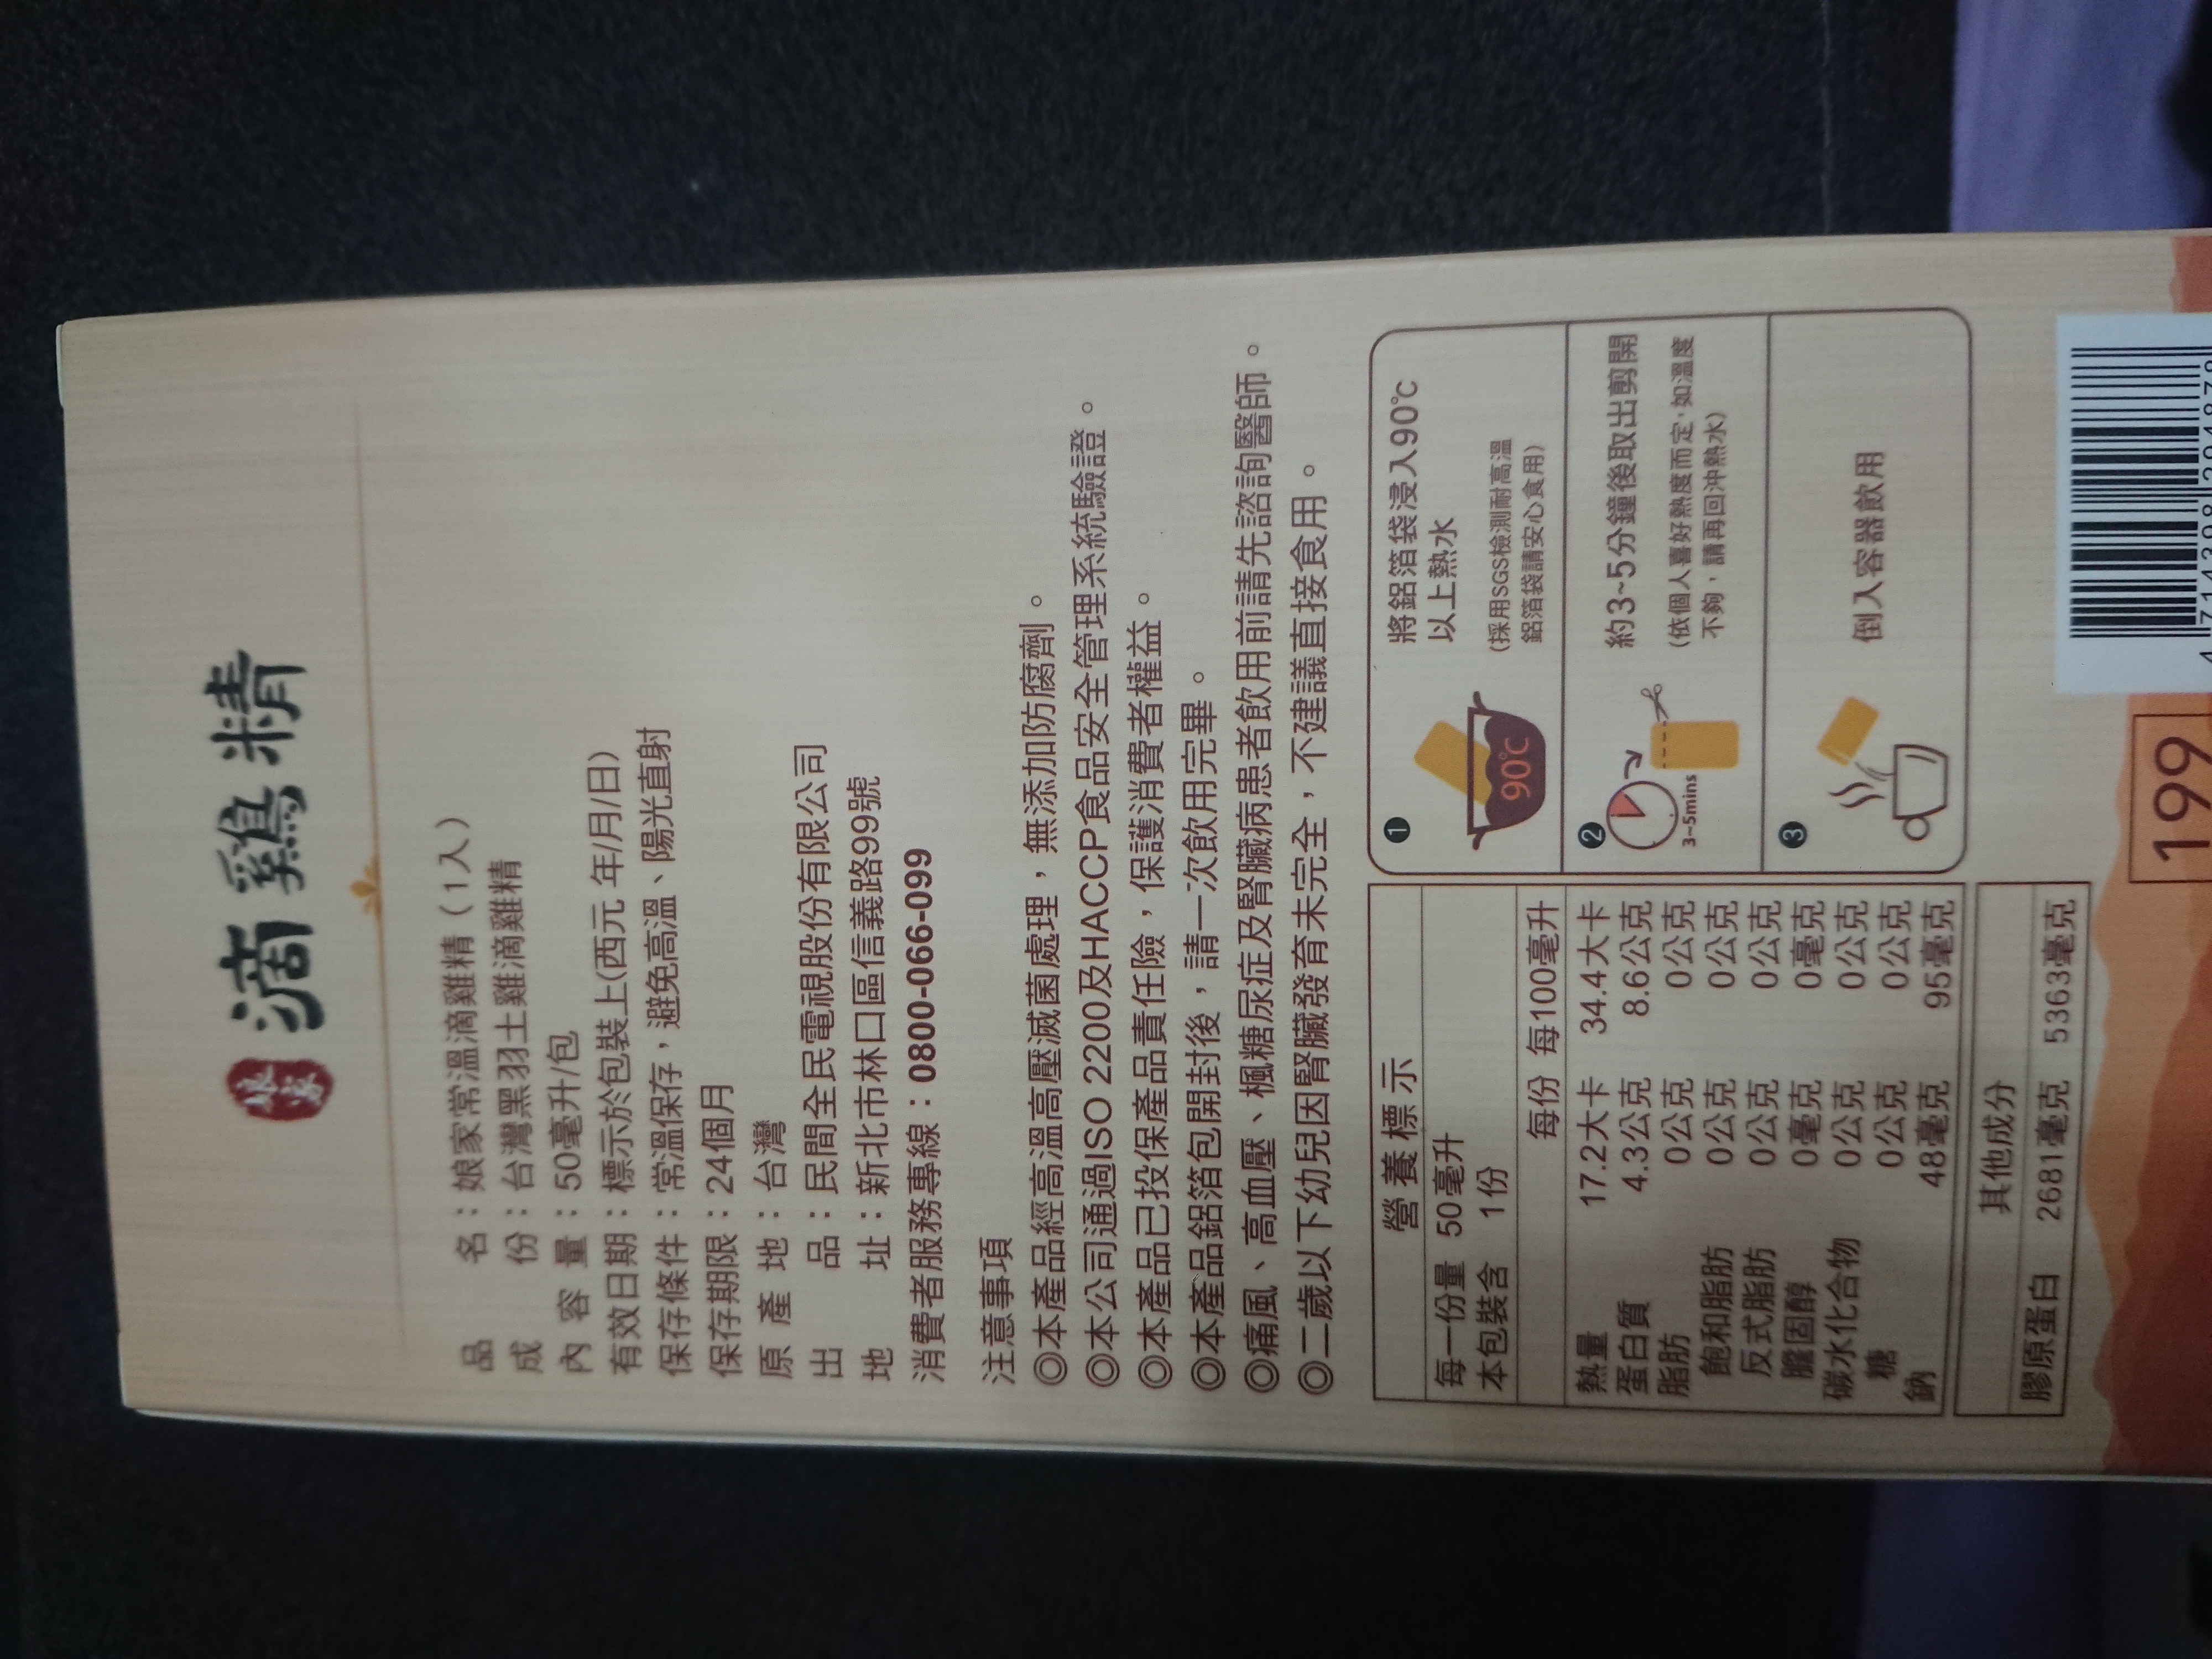 娘家
滴雞精
品名：娘家常溫滴雞精（1入）
成份：台灣黑羽土雞滴雞精
內容量：50毫升/包
有效日期：標示於包裝上(西元 年/月/日)
保存條件：常溫保存，避免高溫、陽光直射
保存期限：24個月
原產地：台灣
出品：民間全民電視股份有限公司
地址：新北市林口區信義路99號
消費者服務專線：0800-066-099
注意事項
◎本產品經高溫高壓滅菌處理，無添加防腐劑。
◎本公司通過ISO 2200及HACCP食品安全管理系統驗證。
◎本產品已投保產品責任險，保護消費者權益。
◎本產品鋁箔包開封後，請一次飲用完畢。
◎痛風、高血壓、楓糖尿症及腎臟病患者飲用前請先諮詢醫師。
◎二歲以下幼兒因腎臟發育未完全，不建議直接食用。
營養標示
每一份量 50毫升
本包裝含 1份
每份 每100毫升
熱量 17.2大卡 34.4大卡
蛋白質 4.3公克 8.6公克
脂肪 0公克 0公克
飽和脂肪 0公克 0公克
反式脂肪 0公克 0公克
膽固醇 0毫克 0毫克
碳水化合物 0公克 0公克
糖 0公克 0公克
鈉 48毫克 95毫克
其他成分
膠原蛋白 2681毫克 5363毫克
❶
90℃
將鋁箔袋浸入90℃
以上熱水
(採用SGS檢測耐高溫
鋁箔袋請安心食用)
❷
3~5mins
約3~5分鐘後取出剪開
(依個人喜好熱度而定，如溫度
不夠，請再回沖熱水)
❸
倒入容器飲用
199